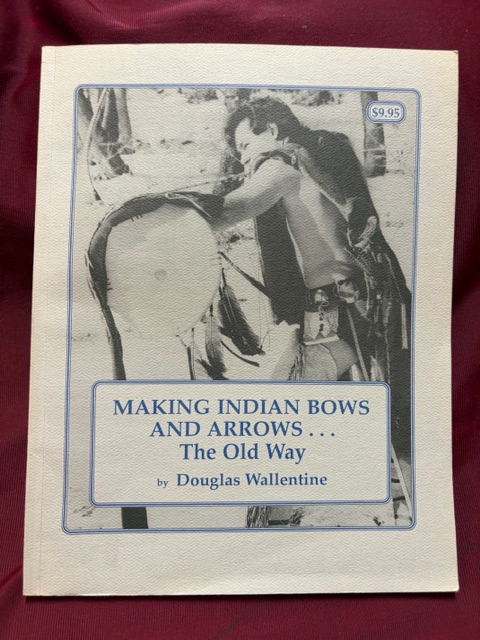 $9.95
MAKING INDIAN BOWS
AND ARROWS . . .
The Old Way
by Douglas Wallentine